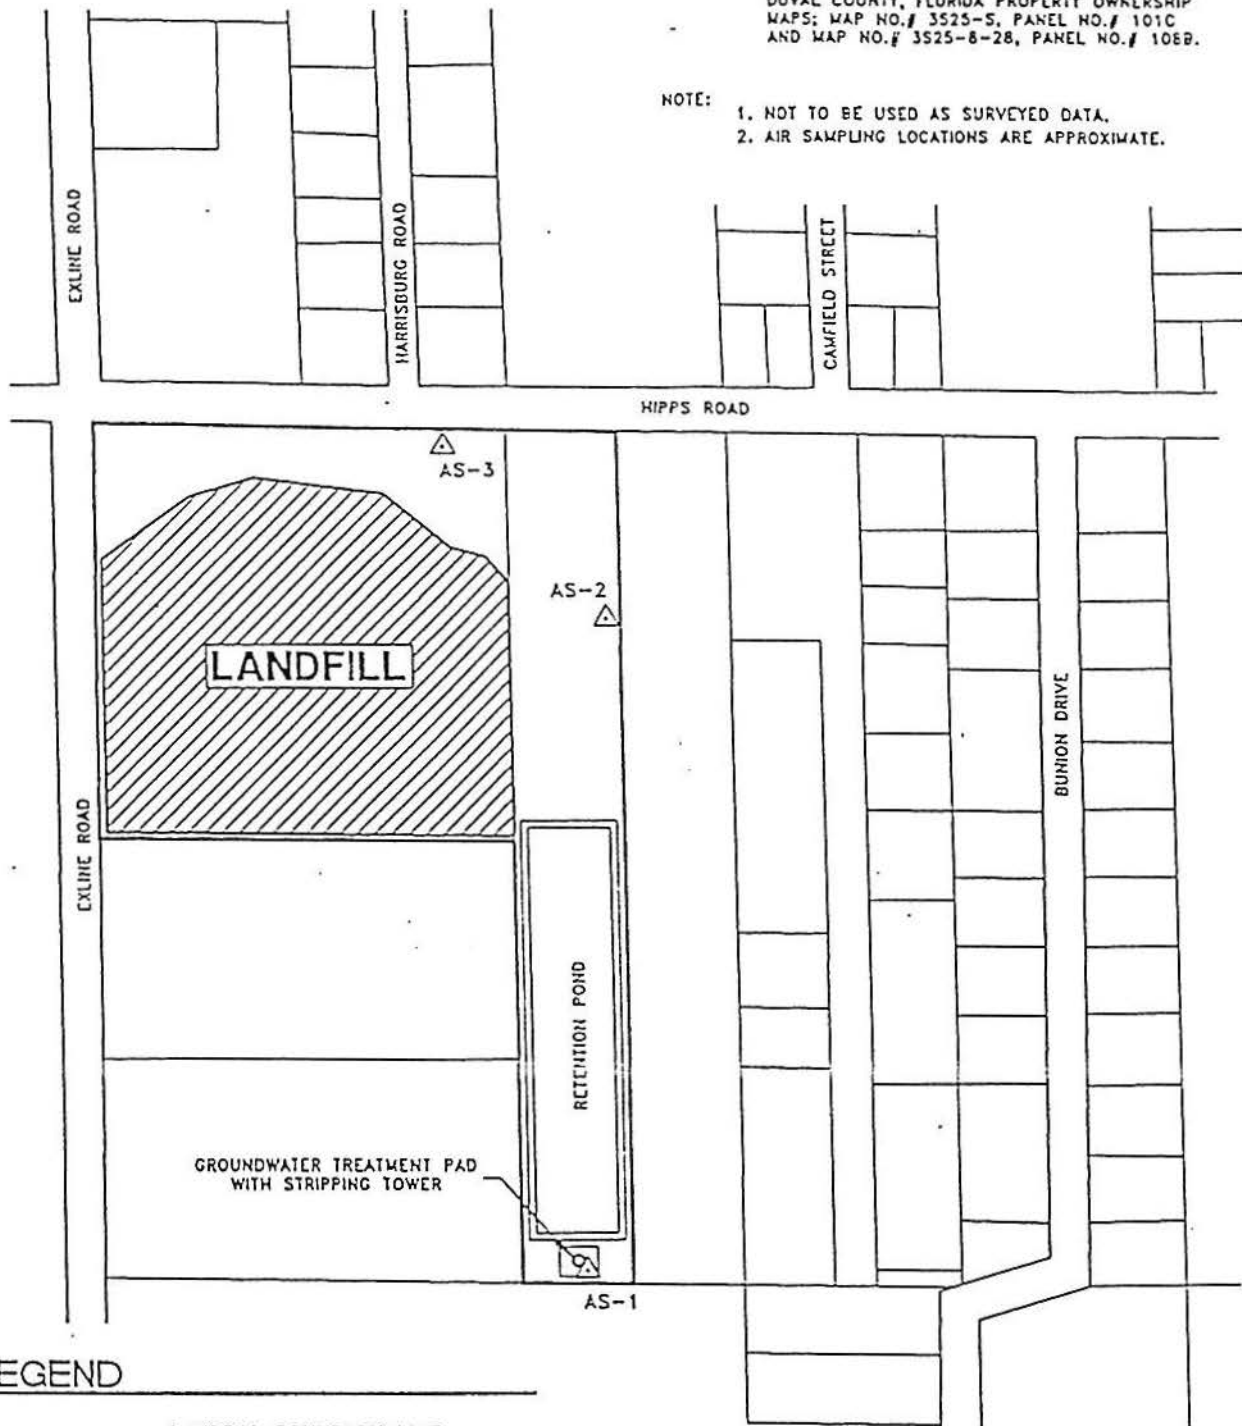 DUVAL COUNTY, FLORIDA PROPERTY OWNERSHIP
MAPS; MAP NO.# 3S25-S, PANEL NO.# 101C
AND MAP NO.# 3S25-8-28, PANEL NO.# 108B.
NOTE:
1. NOT TO BE USED AS SURVEYED DATA.
2. AIR SAMPLING LOCATIONS ARE APPROXIMATE.
EXLINE ROAD
HARRISBURG ROAD
CAMFIELD STREET
HIPPS ROAD
AS-3
AS-2
LANDFILL
BUNION DRIVE
EXLINE ROAD
RETENTION POND
GROUNDWATER TREATMENT PAD
WITH STRIPPING TOWER
AS-1
EGEND